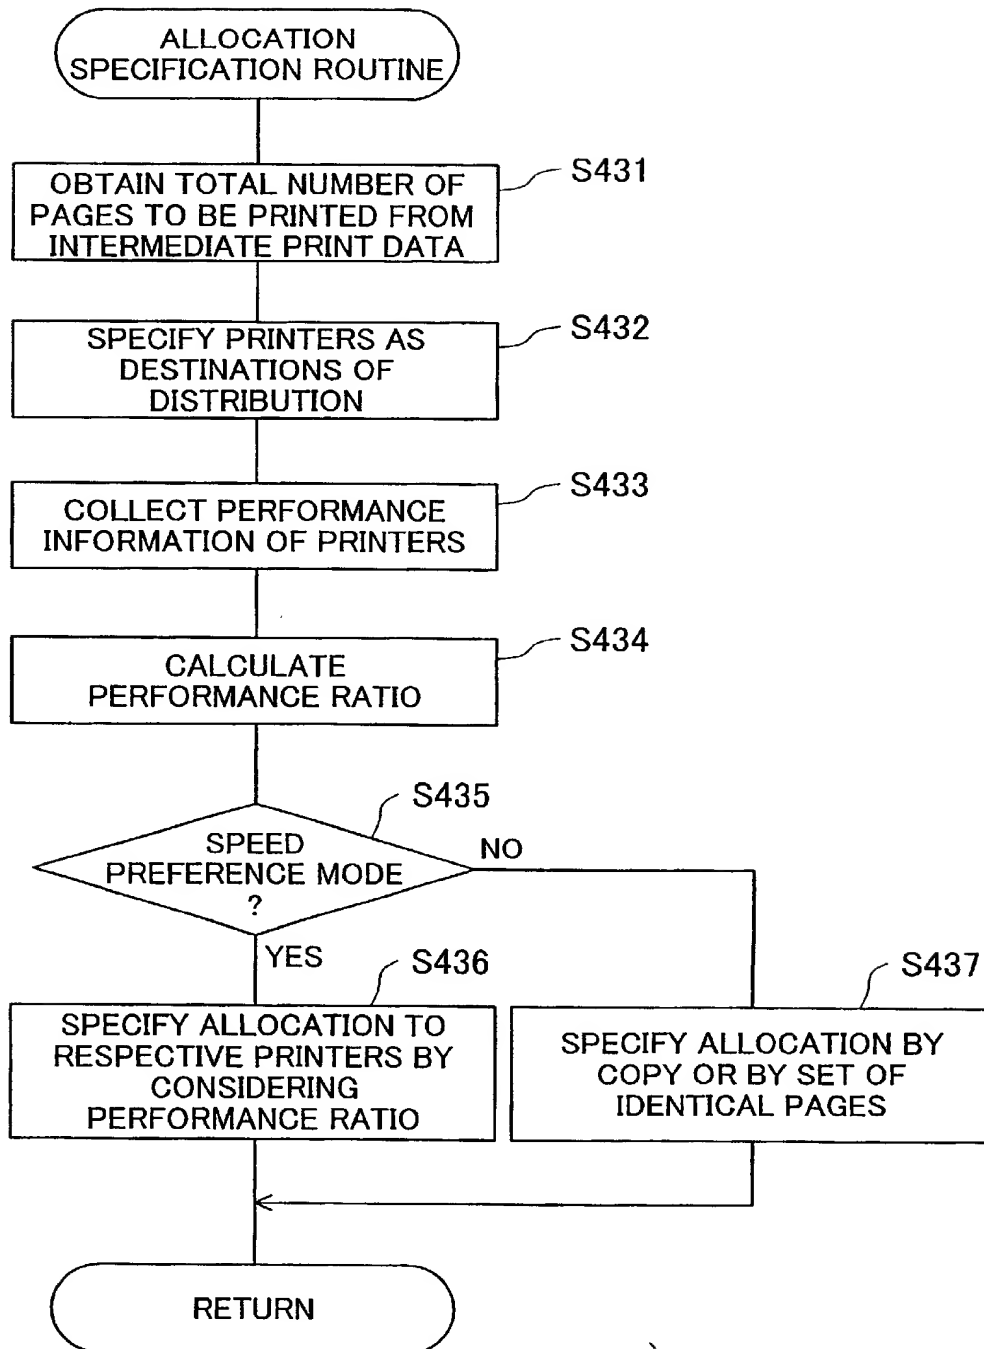 ALLOCATION
SPECIFICATION ROUTINE
S431
OBTAIN TOTAL NUMBER OF
PAGES TO BE PRINTED FROM
INTERMEDIATE PRINT DATA
S432
SPECIFY PRINTERS AS
DESTINATIONS OF
DISTRIBUTION
S433
COLLECT PERFORMANCE
INFORMATION OF PRINTERS
S434
CALCULATE
PERFORMANCE RATIO
S435
SPEED
PREFERENCE MODE
?
NO
YES
S436
SPECIFY ALLOCATION TO
RESPECTIVE PRINTERS BY
CONSIDERING
PERFORMANCE RATIO
S437
SPECIFY ALLOCATION BY
COPY OR BY SET OF
IDENTICAL PAGES
RETURN